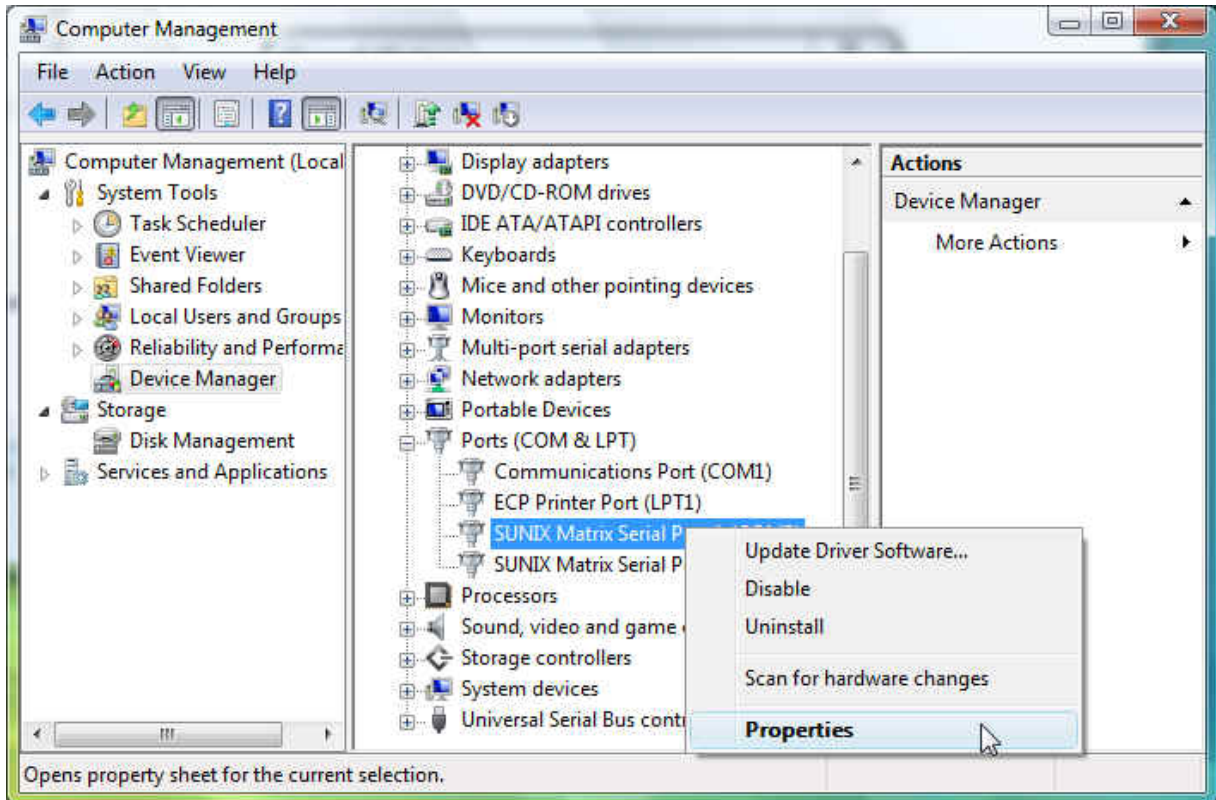 Computer Management
File Action View Help
Computer Management (Local
System Tools
Task Scheduler
Event Viewer
Shared Folders
Local Users and Groups
Reliability and Performa
Device Manager
Storage
Disk Management
Services and Applications
Display adapters
DVD/CD-ROM drives
IDE ATA/ATAPI controllers
Keyboards
Mice and other pointing devices
Monitors
Multi-port serial adapters
Network adapters
Portable Devices
Ports (COM & LPT)
Communications Port (COM1)
ECP Printer Port (LPT1)
SUNIX Matrix Serial P
SUNIX Matrix Serial P
Processors
Sound, video and game
Storage controllers
System devices
Universal Serial Bus cont
Update Driver Software...
Disable
Uninstall
Scan for hardware changes
Properties
Actions
Device Manager
More Actions
Opens property sheet for the current selection.